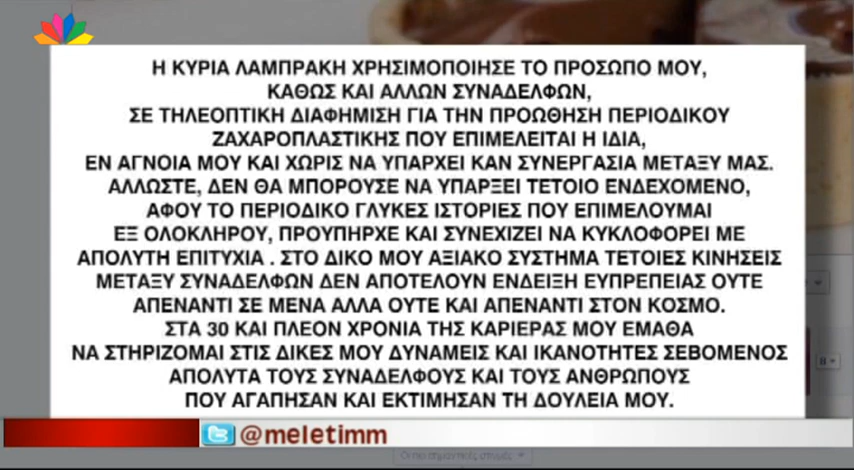 Η ΚΥΡΙΑ ΛΑΜΠΡΑΚΗ ΧΡΗΣΙΜΟΠΟΙΗΣΕ ΤΟ ΠΡΟΣΩΠΟ ΜΟΥ,
ΚΑΘΩΣ ΚΑΙ ΑΛΛΩΝ ΣΥΝΑΔΕΛΦΩΝ,
ΣΕ ΤΗΛΕΟΠΤΙΚΗ ΔΙΑΦΗΜΙΣΗ ΓΙΑ ΤΗΝ ΠΡΟΩΘΗΣΗ ΠΕΡΙΟΔΙΚΟΥ
ΖΑΧΑΡΟΠΛΑΣΤΙΚΗΣ ΠΟΥ ΕΠΙΜΕΛΕΙΤΑΙ Η ΙΔΙΑ,
ΕΝ ΑΓΝΟΙΑ ΜΟΥ ΚΑΙ ΧΩΡΙΣ ΝΑ ΥΠΑΡΧΕΙ ΚΑΝ ΣΥΝΕΡΓΑΣΙΑ ΜΕΤΑΞΥ ΜΑΣ.
ΑΛΛΩΣΤΕ, ΔΕΝ ΘΑ ΜΠΟΡΟΥΣΕ ΝΑ ΥΠΑΡΞΕΙ ΤΕΤΟΙΟ ΕΝΔΕΧΟΜΕΝΟ,
ΑΦΟΥ ΤΟ ΠΕΡΙΟΔΙΚΟ ΓΛΥΚΕΣ ΙΣΤΟΡΙΕΣ ΠΟΥ ΕΠΙΜΕΛΟΥΜΑΙ
ΕΞ ΟΛΟΚΛΗΡΟΥ, ΠΡΟΥΠΗΡΧΕ ΚΑΙ ΣΥΝΕΧΙΖΕΙ ΝΑ ΚΥΚΛΟΦΟΡΕΙ ΜΕ
ΑΠΟΛΥΤΗ ΕΠΙΤΥΧΙΑ . ΣΤΟ ΔΙΚΟ ΜΟΥ ΑΞΙΑΚΟ ΣΥΣΤΗΜΑ ΤΕΤΟΙΕΣ ΚΙΝΗΣΕΙΣ
ΜΕΤΑΞΥ ΣΥΝΑΔΕΛΦΩΝ ΔΕΝ ΑΠΟΤΕΛΟΥΝ ΕΝΔΕΙΞΗ ΕΥΠΡΕΠΕΙΑΣ ΟΥΤΕ
ΑΠΕΝΑΝΤΙ ΣΕ ΜΕΝΑ ΑΛΛΑ ΟΥΤΕ ΚΑΙ ΑΠΕΝΑΝΤΙ ΣΤΟΝ ΚΟΣΜΟ.
ΣΤΑ 30 ΚΑΙ ΠΛΕΟΝ ΧΡΟΝΙΑ ΤΗΣ ΚΑΡΙΕΡΑΣ ΜΟΥ ΕΜΑΘΑ
ΝΑ ΣΤΗΡΙΖΟΜΑΙ ΣΤΙΣ ΔΙΚΕΣ ΜΟΥ ΔΥΝΑΜΕΙΣ ΚΑΙ ΙΚΑΝΟΤΗΤΕΣ ΣΕΒΟΜΕΝΟΣ
ΑΠΟΛΥΤΑ ΤΟΥΣ ΣΥΝΑΔΕΛΦΟΥΣ ΚΑΙ ΤΟΥΣ ΑΝΘΡΩΠΟΥΣ
ΠΟΥ ΑΓΑΠΗΣΑΝ ΚΑΙ ΕΚΤΙΜΗΣΑΝ ΤΗ ΔΟΥΛΕΙΑ ΜΟΥ.
@meletimm
Οι πιο σημαντικές στιγμές